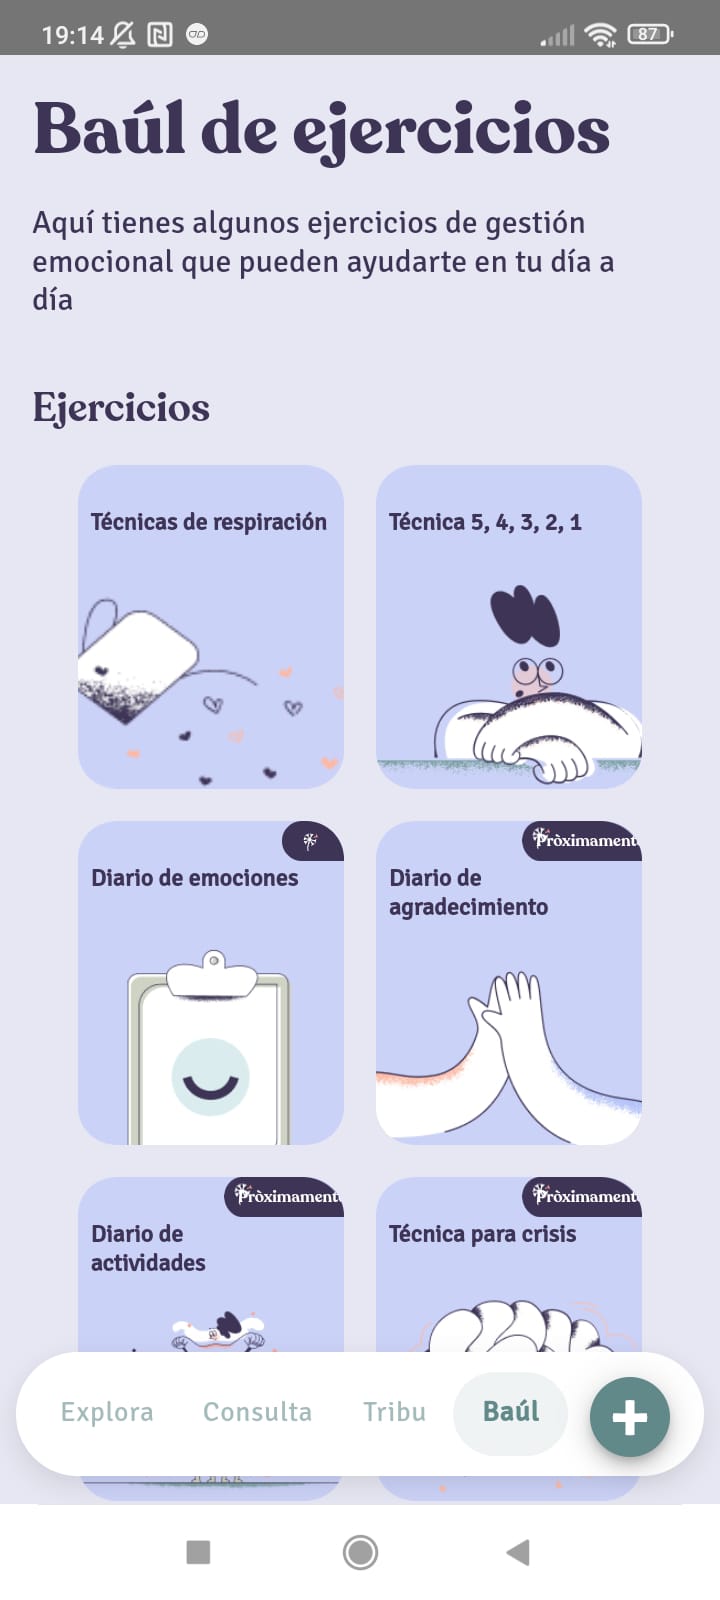 19:14
87
Baúl de ejercicios
Aquí tienes algunos ejercicios de gestión
emocional que pueden ayudarte en tu día a
día
Ejercicios
Técnicas de respiración
Técnica 5, 4, 3, 2, 1
Diario de emociones
Pròximament
Diario de
agradecimiento
Pròximament
Diario de
actividades
Pròximament
Técnica para crisis
Explora
Consulta
Tribu
Baúl